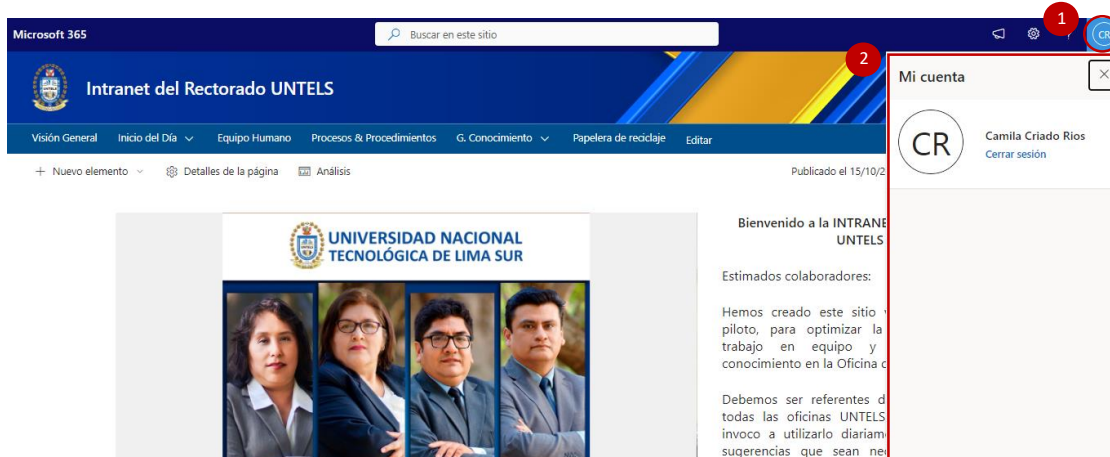 Microsoft 365
Buscar en este sitio
1
CR
2
Intranet del Rectorado UNTELS
Mi cuenta
Visión General Inicio del Día Equipo Humano Procesos & Procedimientos G. Conocimiento Papelera de reciclaje Editar
CR
Camila Criado Rios
Cerrar sesión
+ Nuevo elemento Detalles de la página Análisis
Publicado el 15/10/2
UNIVERSIDAD NACIONAL
TECNOLÓGICA DE LIMA SUR
Bienvenido a la INTRANE
UNTELS
Estimados colaboradores:
Hemos creado este sitio
piloto, para optimizar la
trabajo en equipo y
conocimiento en la Oficina
Debemos ser referentes
todas las oficinas UNTELS
invoco a utilizarlo
sugerencias que sean